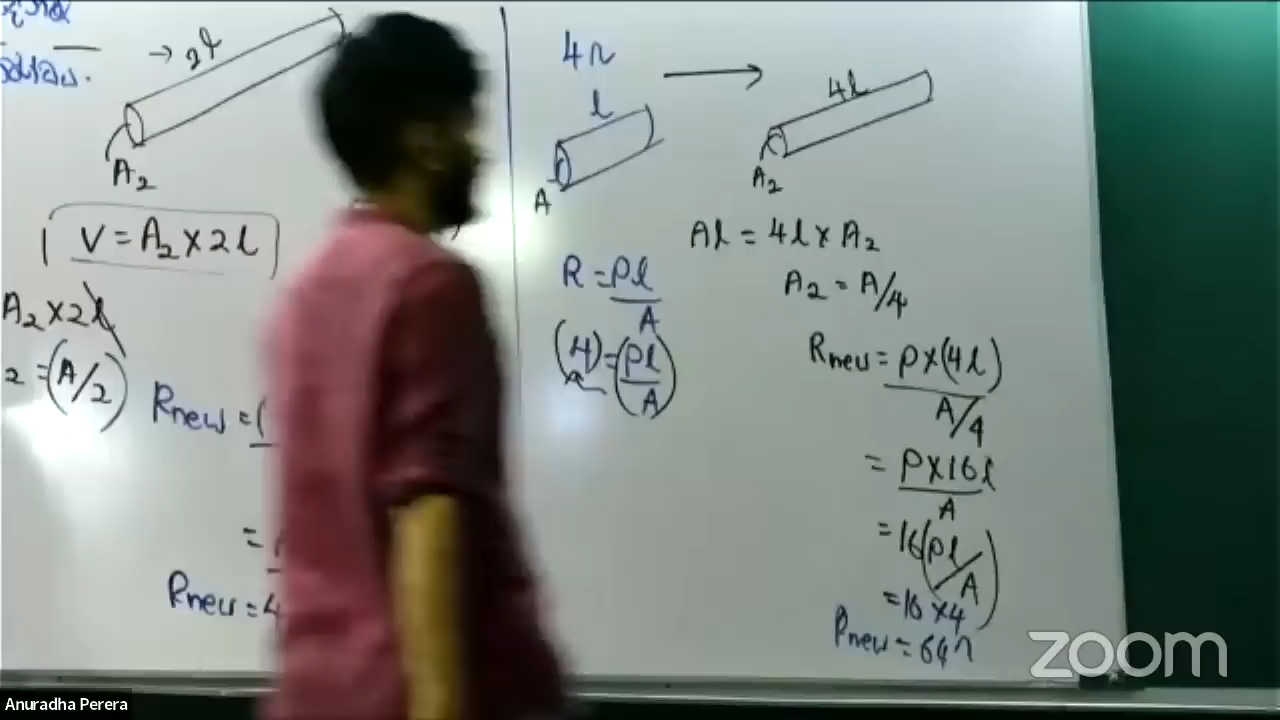 → 2l
A₂
V = A₂ × 2l
A₂ × 2l
₂ = (A/2)
Rnew = (
=
Rnew = 4
4Ω
l
A
→
4l
A₂
R = ρl/A
(4) = (ρl/A)
Al = 4l × A₂
A₂ = A/4
Rnew = ρ×(4l)/A/4
= ρ×16l/A
= 16(ρl/A)
= 16 × 4
Rnew = 64Ω
zoom
Anuradha Perera